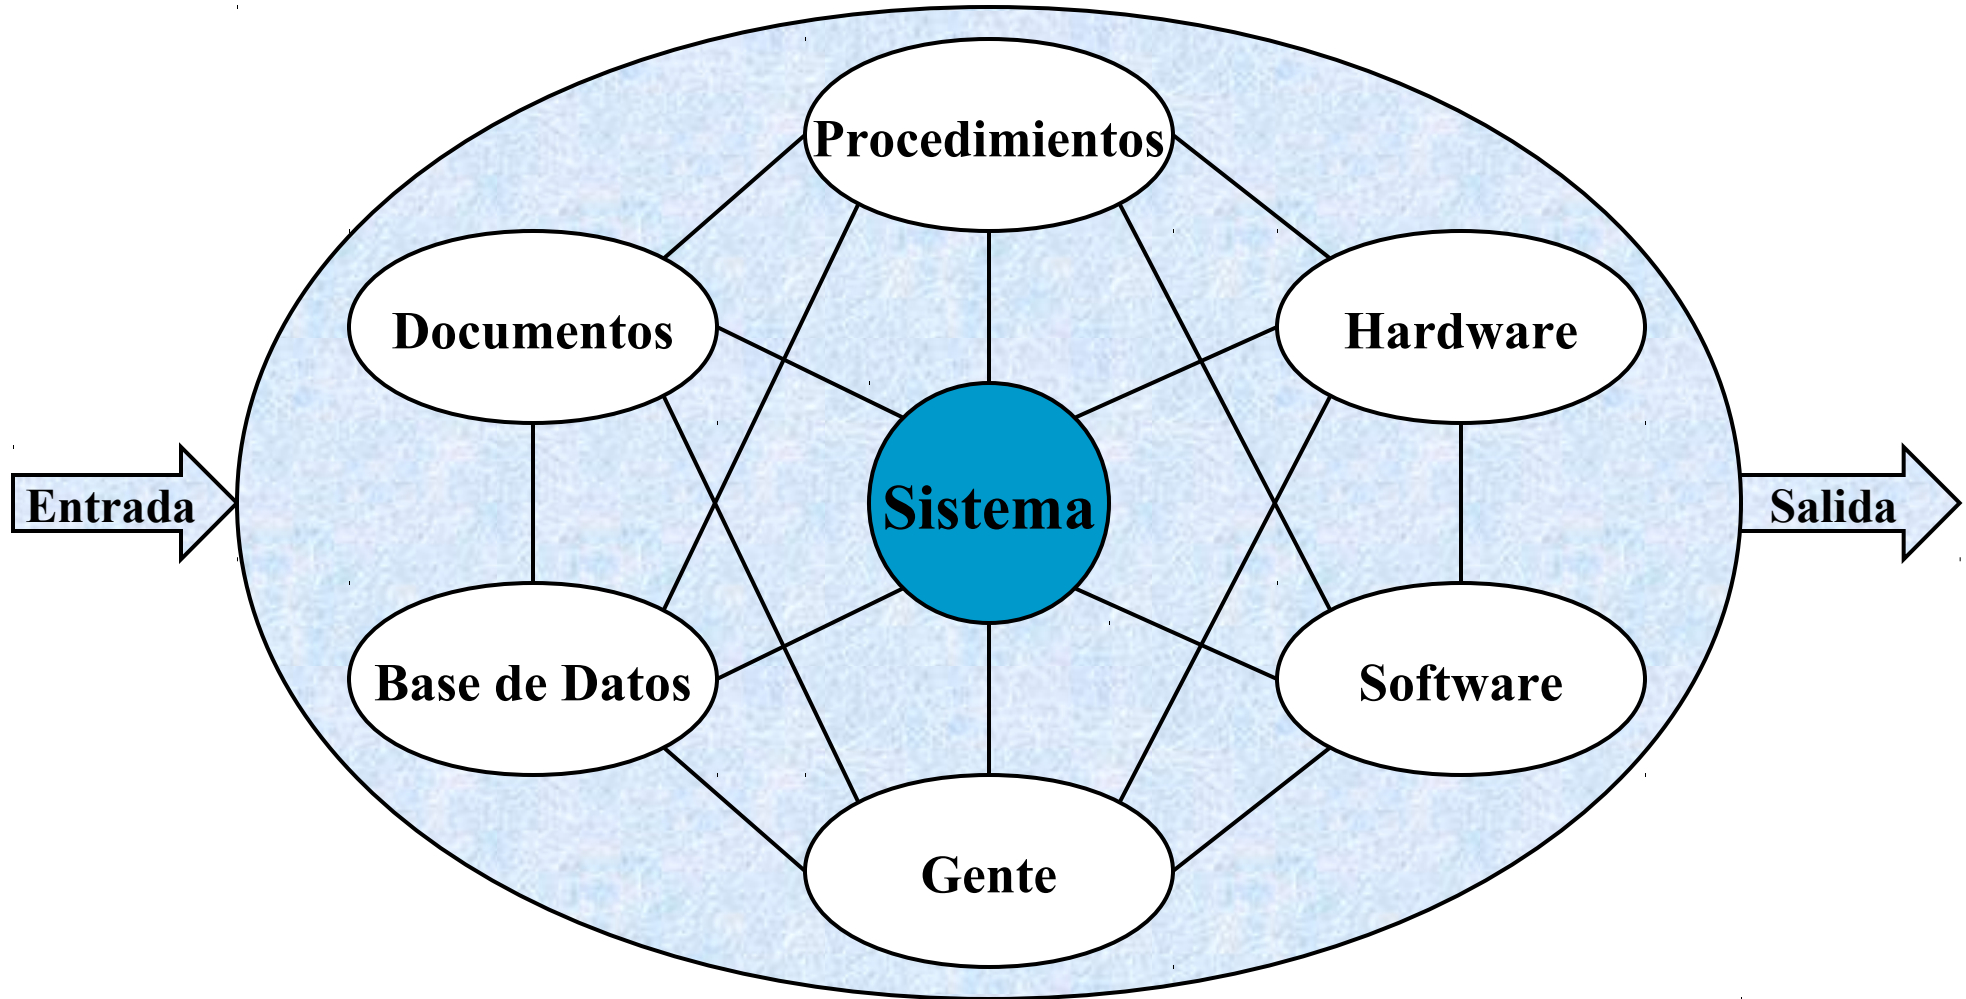 Procedimientos
Documentos
Hardware
Entrada
Sistema
Salida
Base de Datos
Software
Gente